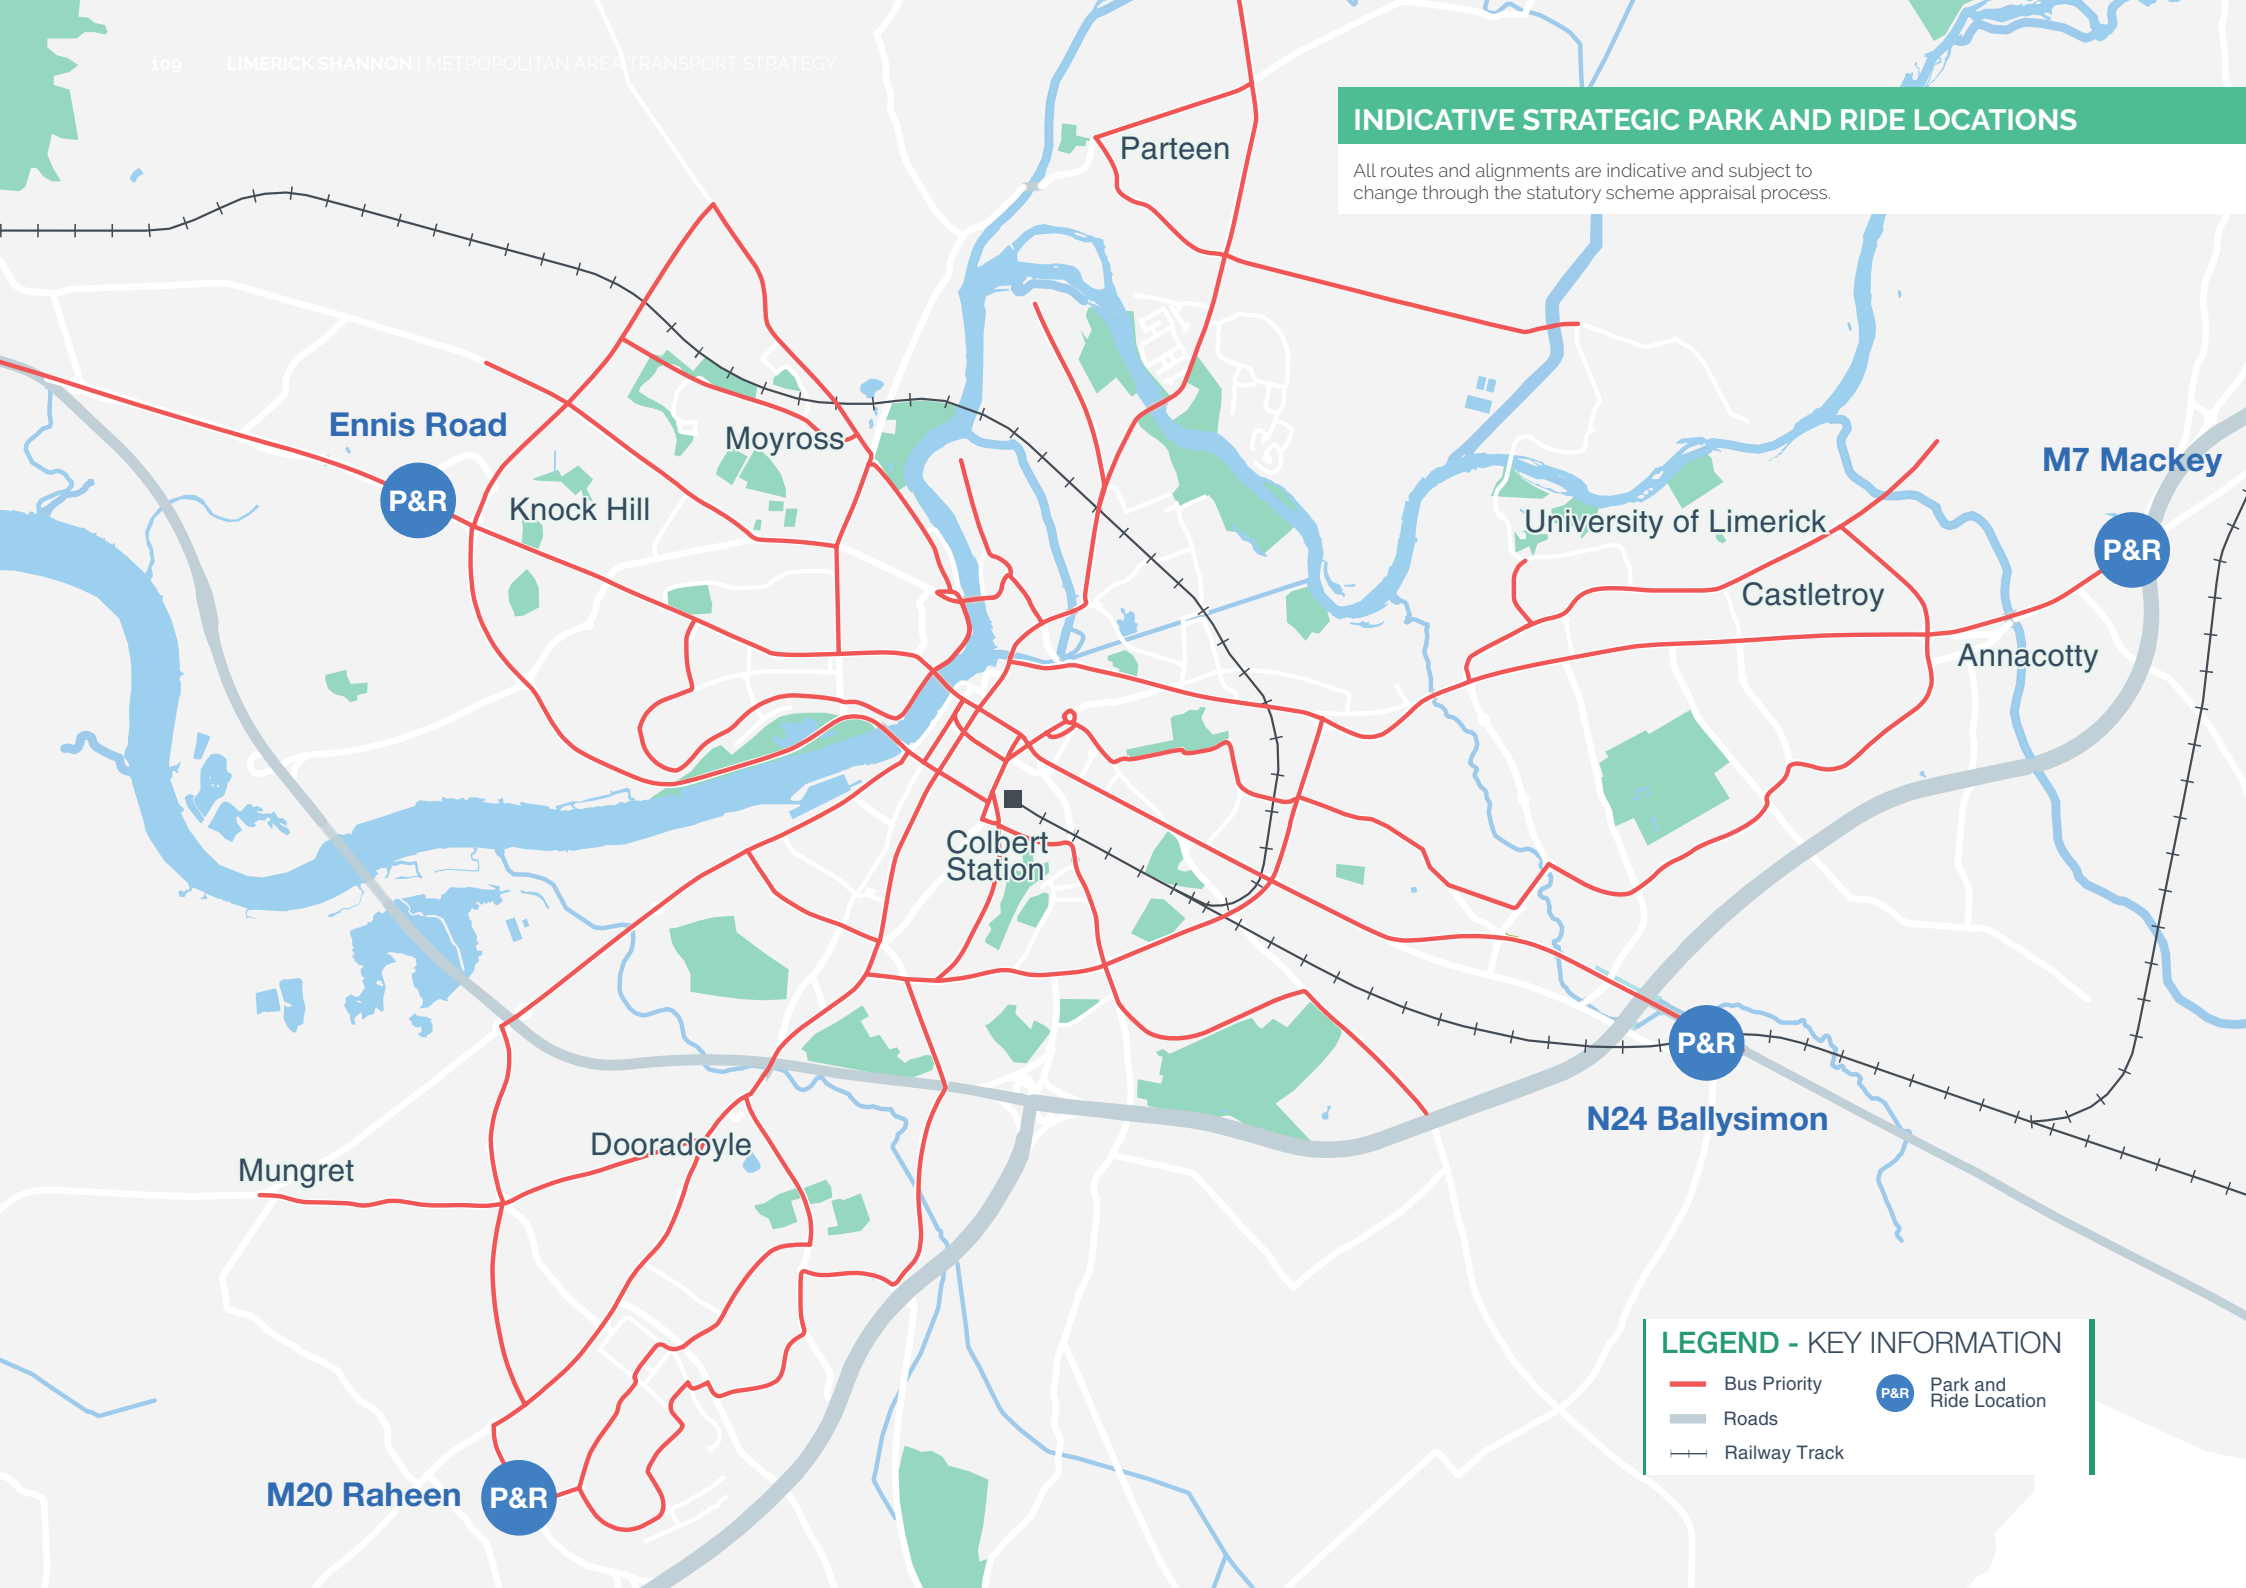 109 LIMERICK SHANNON | METROPOLITAN AREA TRANSPORT STRATEGY
INDICATIVE STRATEGIC PARK AND RIDE LOCATIONS
All routes and alignments are indicative and subject to
change through the statutory scheme appraisal process.
Parteen
Ennis Road
P&R
Moyross
Knock Hill
M7 Mackey
P&R
University of Limerick
Castletroy
Annacotty
Colbert
Station
P&R
N24 Ballysimon
Dooradoyle
Mungret
M20 Raheen
P&R
LEGEND - KEY INFORMATION
Bus Priority
Roads
Railway Track
P&R
Park and
Ride Location